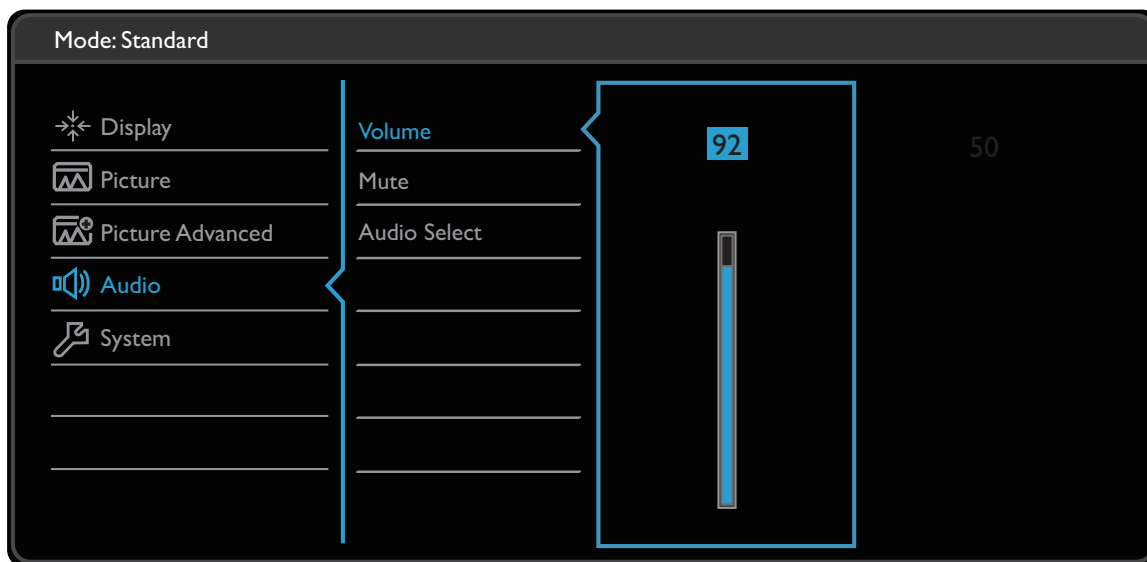 Mode: Standard
Display
Picture
Picture Advanced
Audio
System
Volume
Mute
Audio Select
92
50